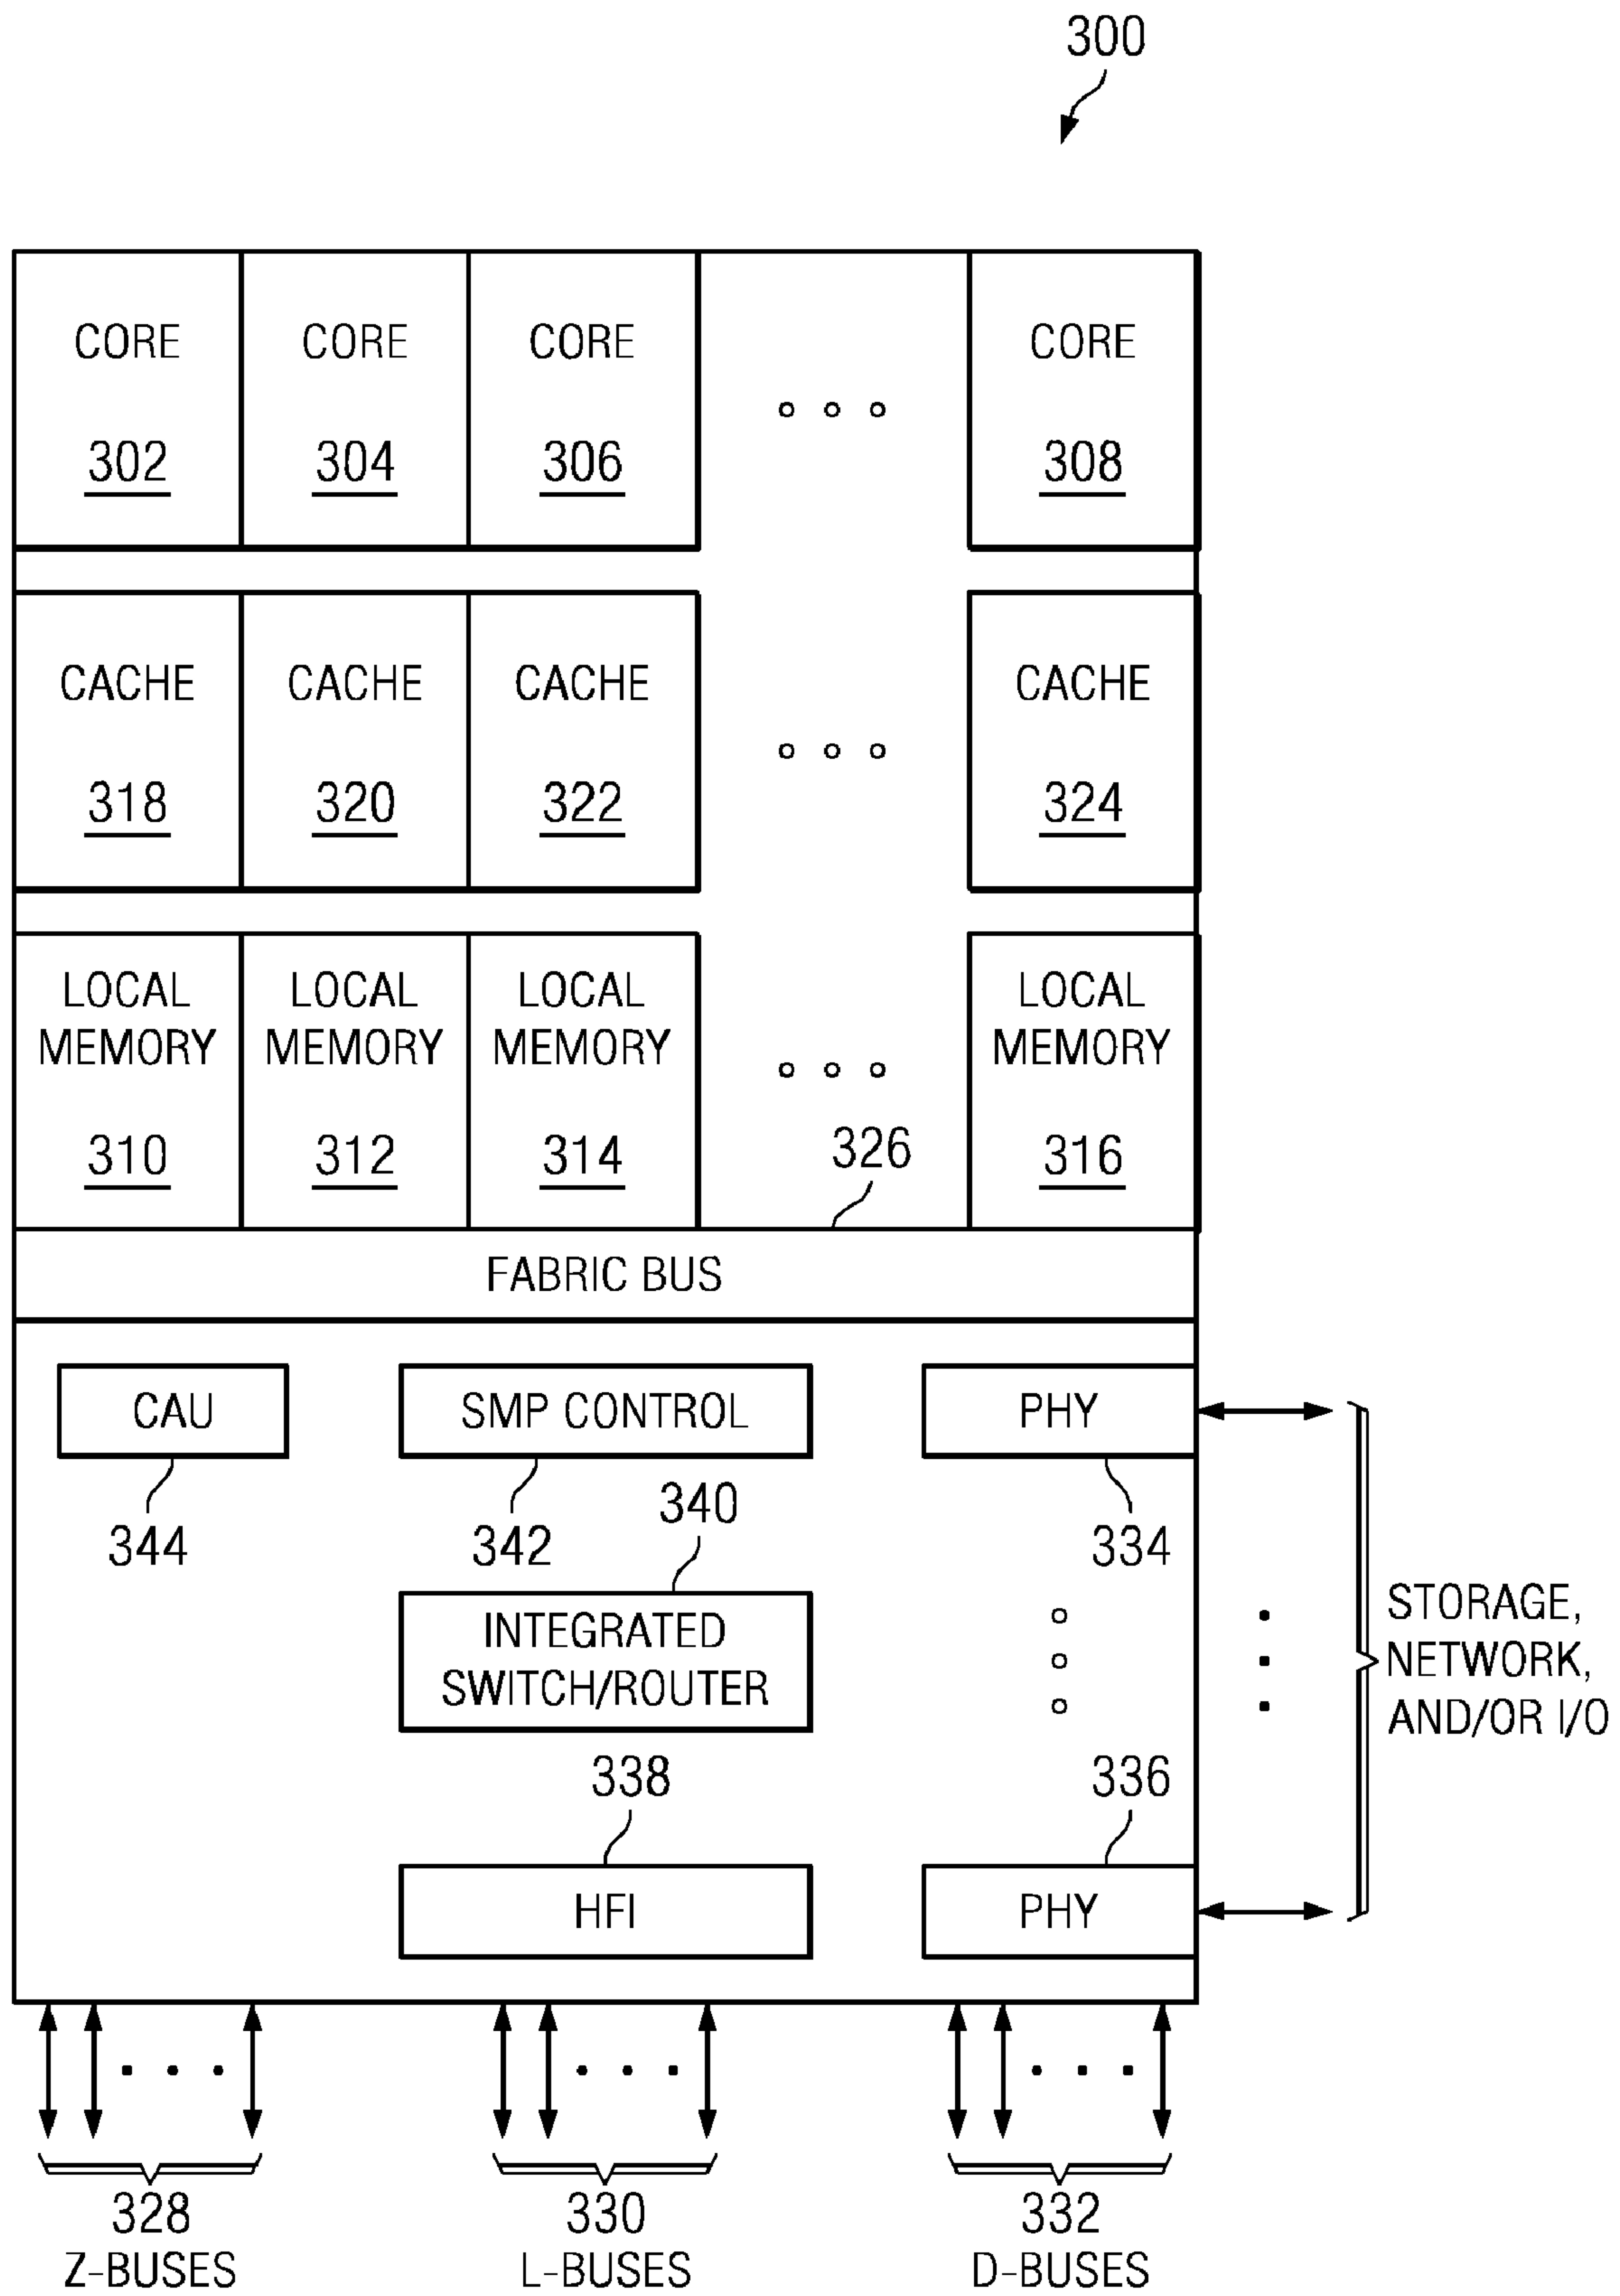 300
CORE CORE CORE CORE
302 304 306 308
CACHE CACHE CACHE CACHE
318 320 322 324
LOCAL LOCAL LOCAL LOCAL
MEMORY MEMORY MEMORY MEMORY
310 312 314 326 316
FABRIC BUS
CAU SMP CONTROL PHY
344 342 340 334
INTEGRATED
SWITCH/ROUTER
STORAGE,
NETWORK,
AND/OR I/O
338 336
HFI PHY
328 330 332
Z-BUSES L-BUSES D-BUSES